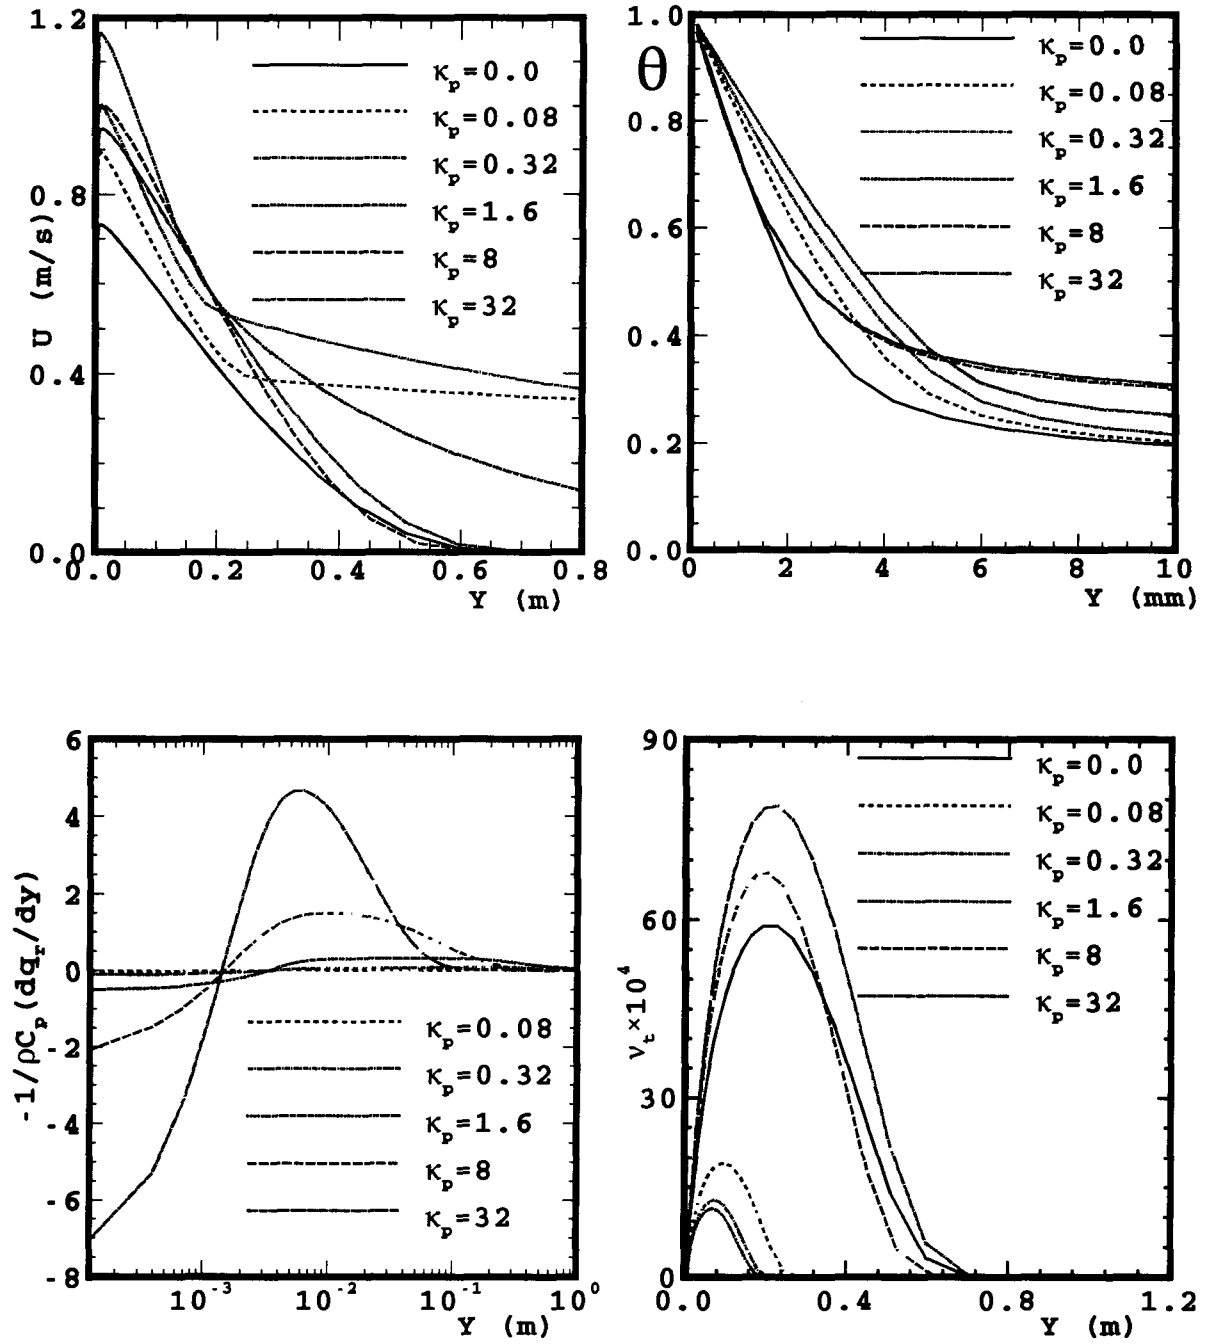 1.2
0.8
0.4
0.0
U (m/s)
κp=0.0
κp=0.08
κp=0.32
κp=1.6
κp=8
κp=32
0.0 0.2 0.4 0.6 0.8
Y (m)
1.0
0.8
0.6
0.4
0.2
0.0
θ
κp=0.0
κp=0.08
κp=0.32
κp=1.6
κp=8
κp=32
0 2 4 6 8 10
Y (mm)
6
4
2
0
-2
-4
-6
-8
-1/ρCp(dqr/dy)
κp=0.08
κp=0.32
κp=1.6
κp=8
κp=32
10⁻³ 10⁻² 10⁻¹ 10⁰
Y (m)
90
60
30
0
νt×10⁴
κp=0.0
κp=0.08
κp=0.32
κp=1.6
κp=8
κp=32
0.0 0.4 0.8 1.2
Y (m)